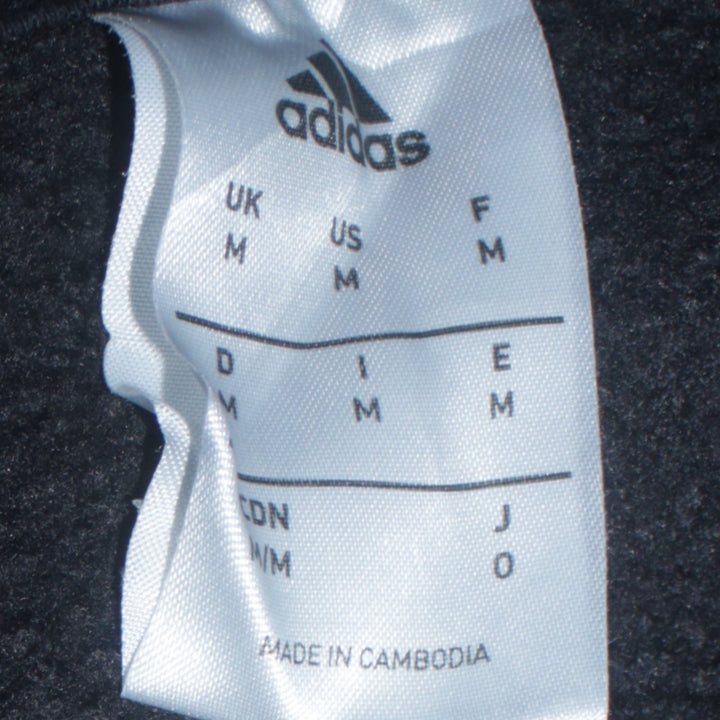 adidas
UK US F
M M M
D I E
M M M
CDN J
M/M O
MADE IN CAMBODIA